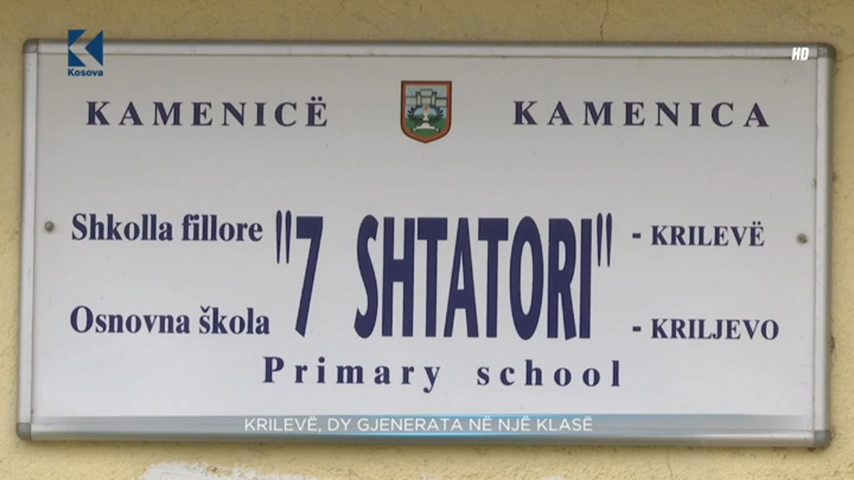 Kosova
HD
KAMENICË KAMENICA
Shkolla fillore "7 SHTATORI" - KRILEVË
Osnovna škola - KRILJEVO
Primary school
KRILEVË, DY GJENERATA NË NJË KLASË